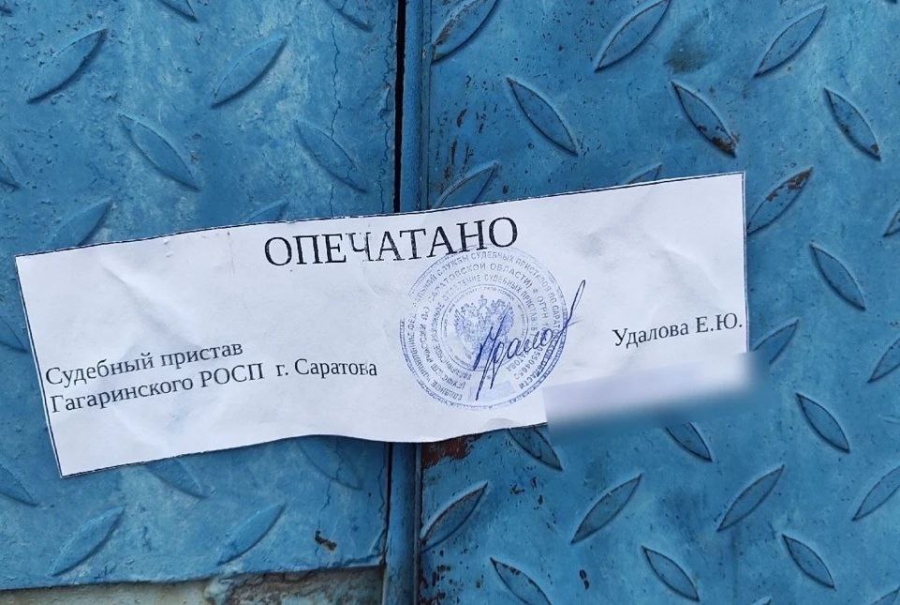 ОПЕЧАТАНО
Судебный пристав
Гагаринского РОСП г. Саратова
Удалова Е.Ю.